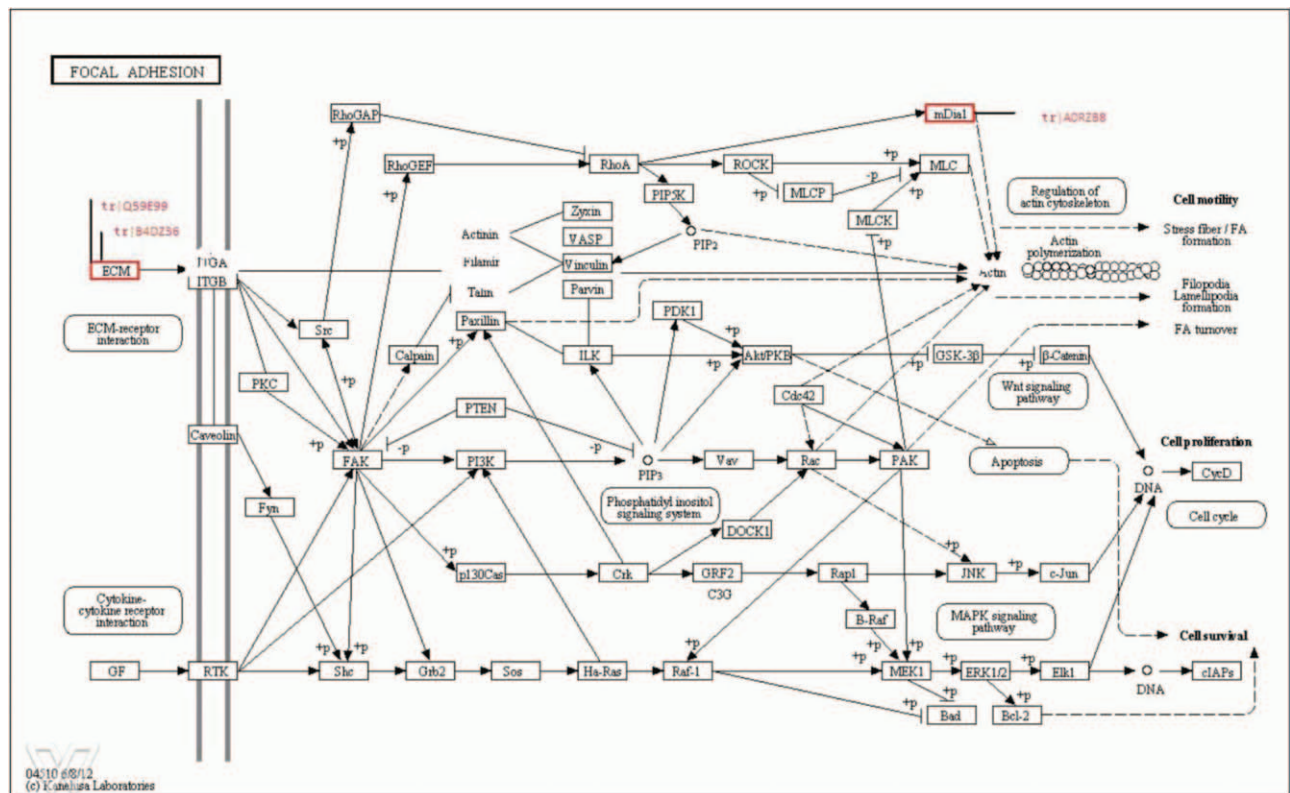 FOCAL ADHESION
RhoGAP
mDia1
tr|A0RZB8
+p
RhoGEF
RhoA
ROCK
+p
MLC
+p
+p
-p
MLCP
+p
PIP5K
MLCK
Regulation of
actin cytoskeleton
Cell motility
tr|Q59E99
tr|B4DZ36
Zyxin
VASP
Actinin
PIP2
+p
Stress fiber / FA
formation
Actin
polymerization
ECM
ITGB
Vinculin
Talin
Parvin
Filopodia
Lamellipodia
formation
ECM-receptor
interaction
Src
Paxillin
PDK1
FA turnover
+p
+p
+p
Calpain
ILK
+p
Akt/PKB
GSK-3β
β-Catenin
PKC
+p
Cdc42
Wnt signaling
pathway
PTEN
Caveolin
+p
-p
-p
Cell proliferation
FAK
PI3K
PIP3
Vav
Rac
PAK
Apoptosis
DNA
CycD
Fyn
Phosphatidyl inositol
signaling system
DOCK1
Cell cycle
+p
+p
+p
p130Cas
Crk
GRF2
C3G
Rap1
JNK
c-Jun
Cytokine-
cytokine receptor
interaction
B-Raf
MAPK signaling
pathway
+p
+p
+p
+p
+p
+p
+p
+p
Cell survival
GF
RTK
Shc
Grb2
Sos
Ha-Ras
Raf-1
MEK1
ERK1/2
Elk1
DNA
cIAPs
+p
+p
Bad
Bcl-2
04510 6/8/12
(c) Kanehisa Laboratories